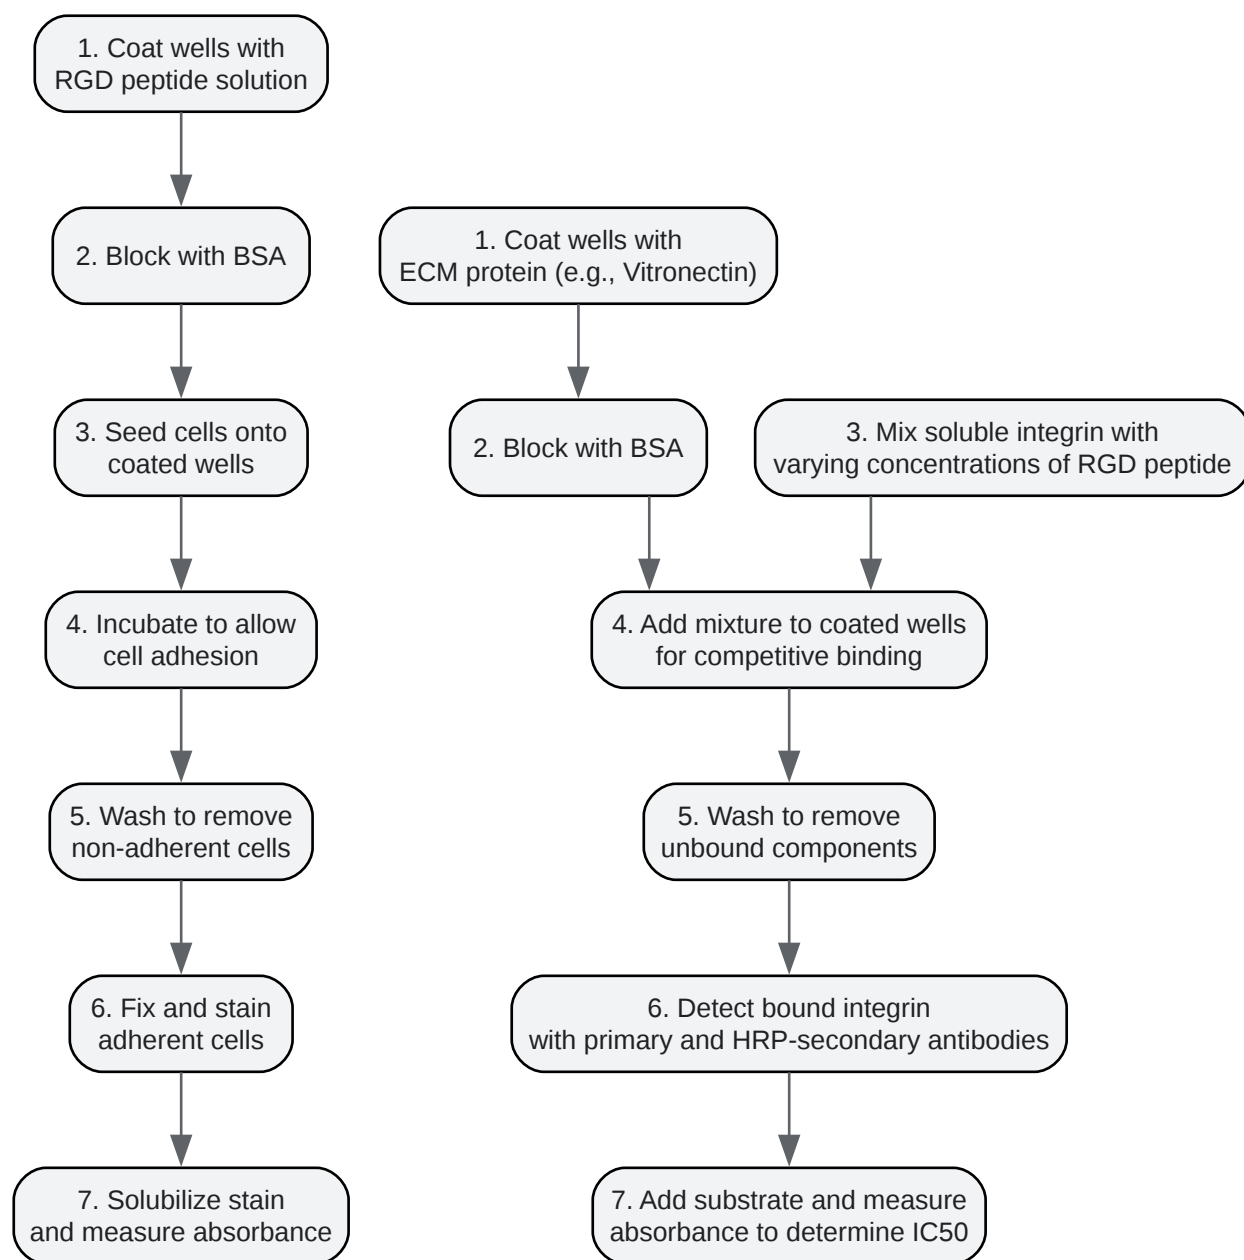 1. Coat wells with
RGD peptide solution
2. Block with BSA
3. Seed cells onto
coated wells
4. Incubate to allow
cell adhesion
5. Wash to remove
non-adherent cells
6. Fix and stain
adherent cells
7. Solubilize stain
and measure absorbance
1. Coat wells with
ECM protein (e.g., Vitronectin)
2. Block with BSA
3. Mix soluble integrin with
varying concentrations of RGD peptide
4. Add mixture to coated wells
for competitive binding
5. Wash to remove
unbound components
6. Detect bound integrin
with primary and HRP-secondary antibodies
7. Add substrate and measure
absorbance to determine IC50